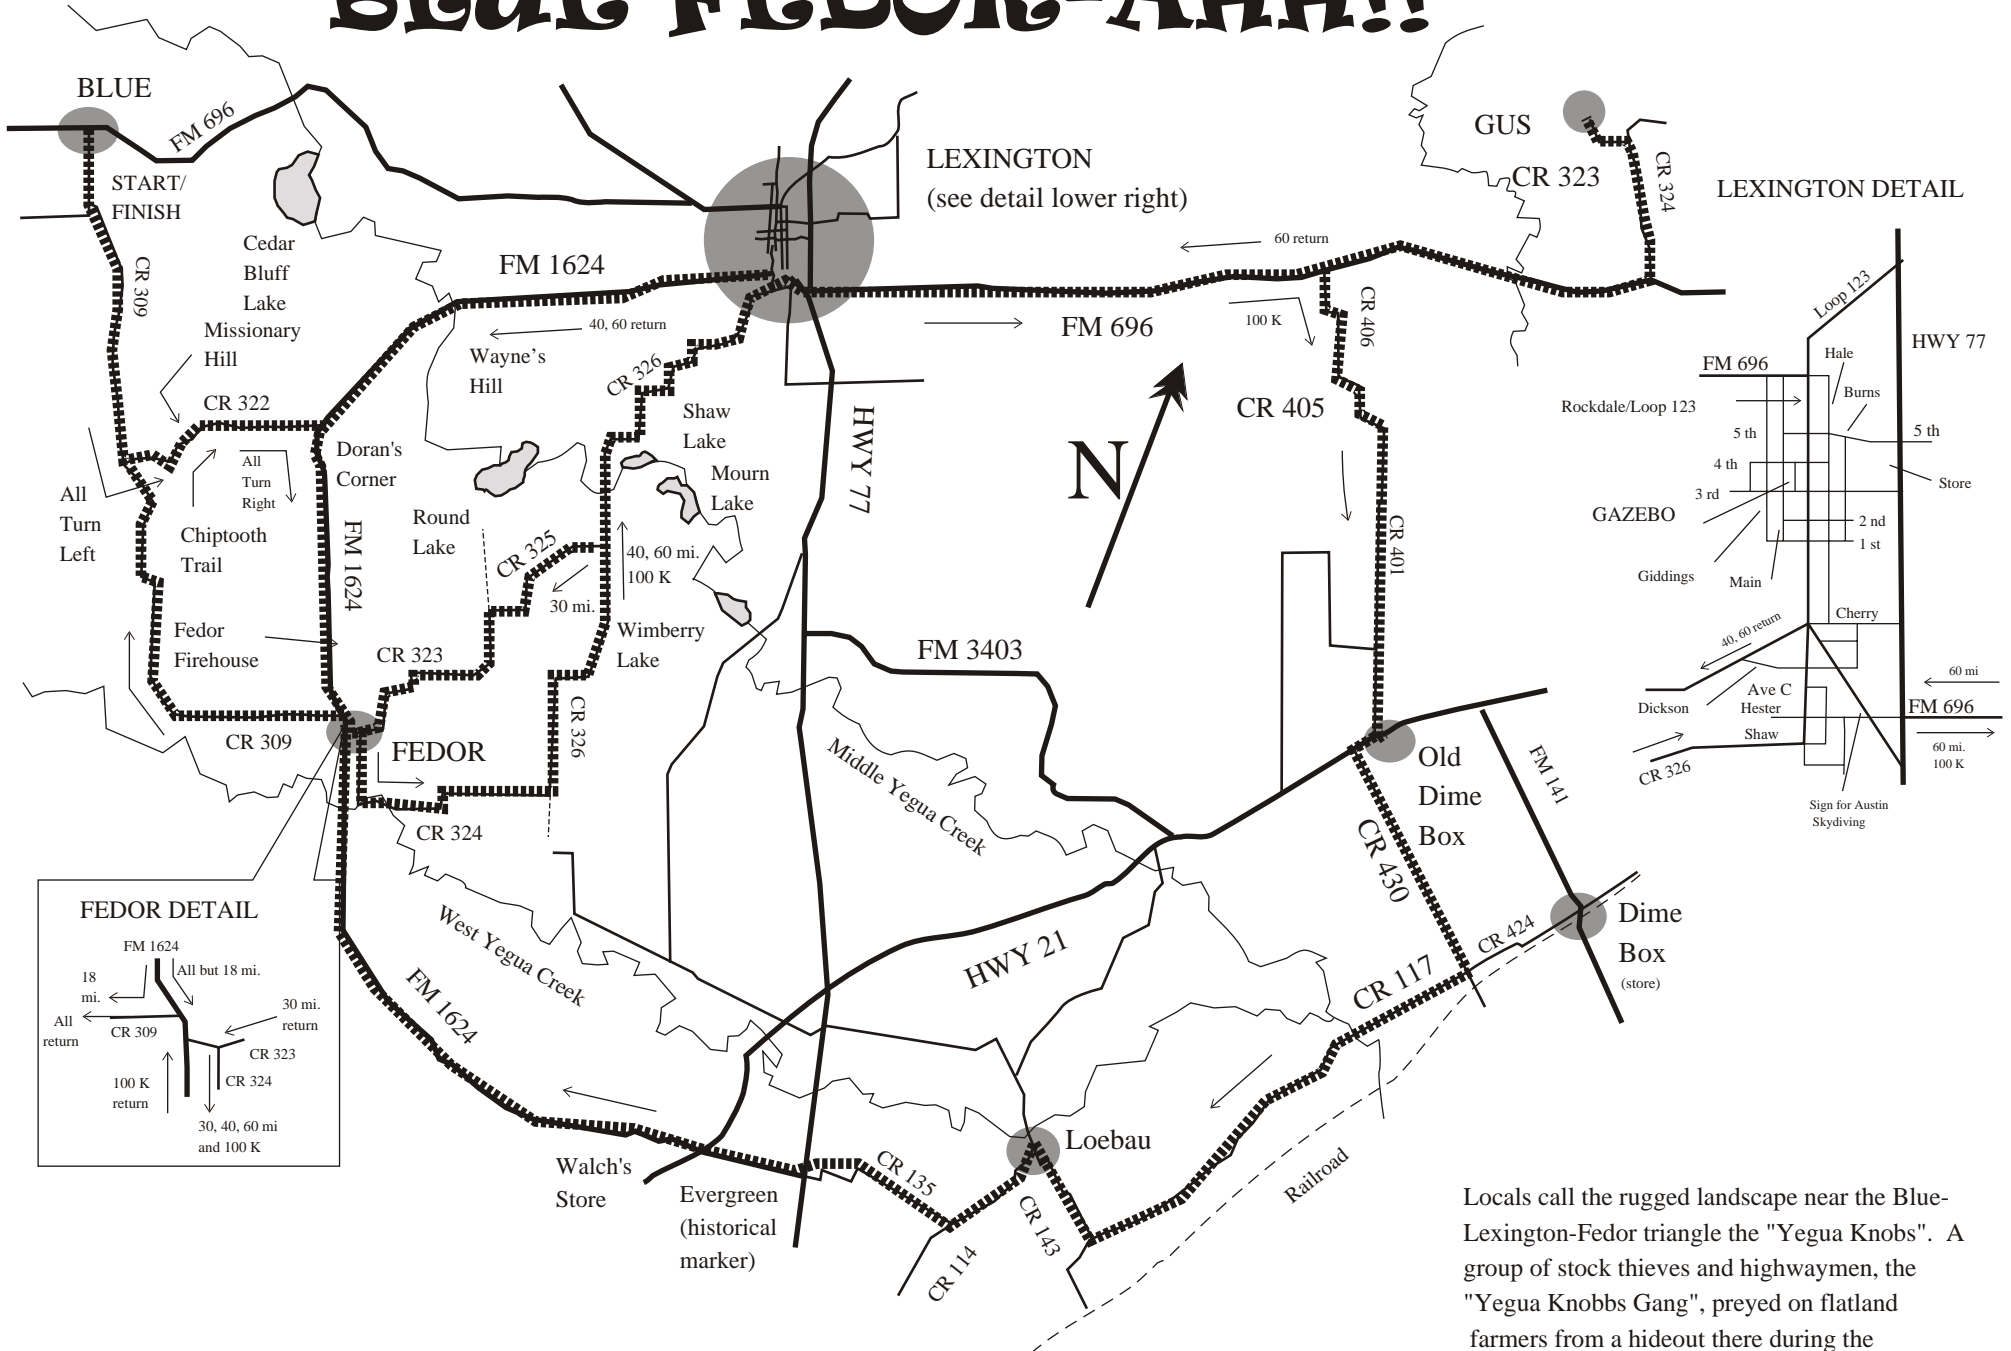 BLUE FEDOR-AHH!!
BLUE
FM 696
START/
FINISH
CR 309
Cedar
Bluff
Lake
Missionary
Hill
CR 322
All
Turn
Left
Chiptooth
Trail
All
Turn
Right
Doran's
Corner
FM 1624
Fedor
Firehouse
CR 309
FEDOR
CR 323
CR 324
CR 326
CR 325
30 mi.
40, 60 mi.
100 K
Wimberry
Lake
Round
Lake
Shaw
Lake
Mourn
Lake
FM 1624
40, 60 return
Wayne's
Hill
CR 326
LEXINGTON
(see detail lower right)
HWY 77
FM 696
60 return
100 K
CR 406
CR 405
CR 401
N
GUS
CR 323
CR 324
FM 3403
Middle Yegua Creek
West Yegua Creek
HWY 21
Old
Dime
Box
FM 141
CR 430
CR 424
Dime
Box
(store)
CR 117
Railroad
Loebau
CR 143
CR 114
CR 135
Evergreen
(historical
marker)
Walch's
Store
FM 1624
FEDOR DETAIL
FM 1624
18
mi.
All but 18 mi.
All
return
CR 309
30 mi.
return
CR 323
CR 324
100 K
return
30, 40, 60 mi
and 100 K
LEXINGTON DETAIL
Loop 123
HWY 77
FM 696
Hale
Burns
Rockdale/Loop 123
5 th
5 th
4 th
3 rd
Store
GAZEBO
2 nd
1 st
Giddings
Main
Cherry
40, 60 return
60 mi
Ave C
Dickson
Hester
FM 696
Shaw
60 mi.
100 K
CR 326
Sign for Austin
Skydiving
Locals call the rugged landscape near the Blue-
Lexington-Fedor triangle the "Yegua Knobs". A
group of stock thieves and highwaymen, the
"Yegua Knobbs Gang", preyed on flatland
farmers from a hideout there during the